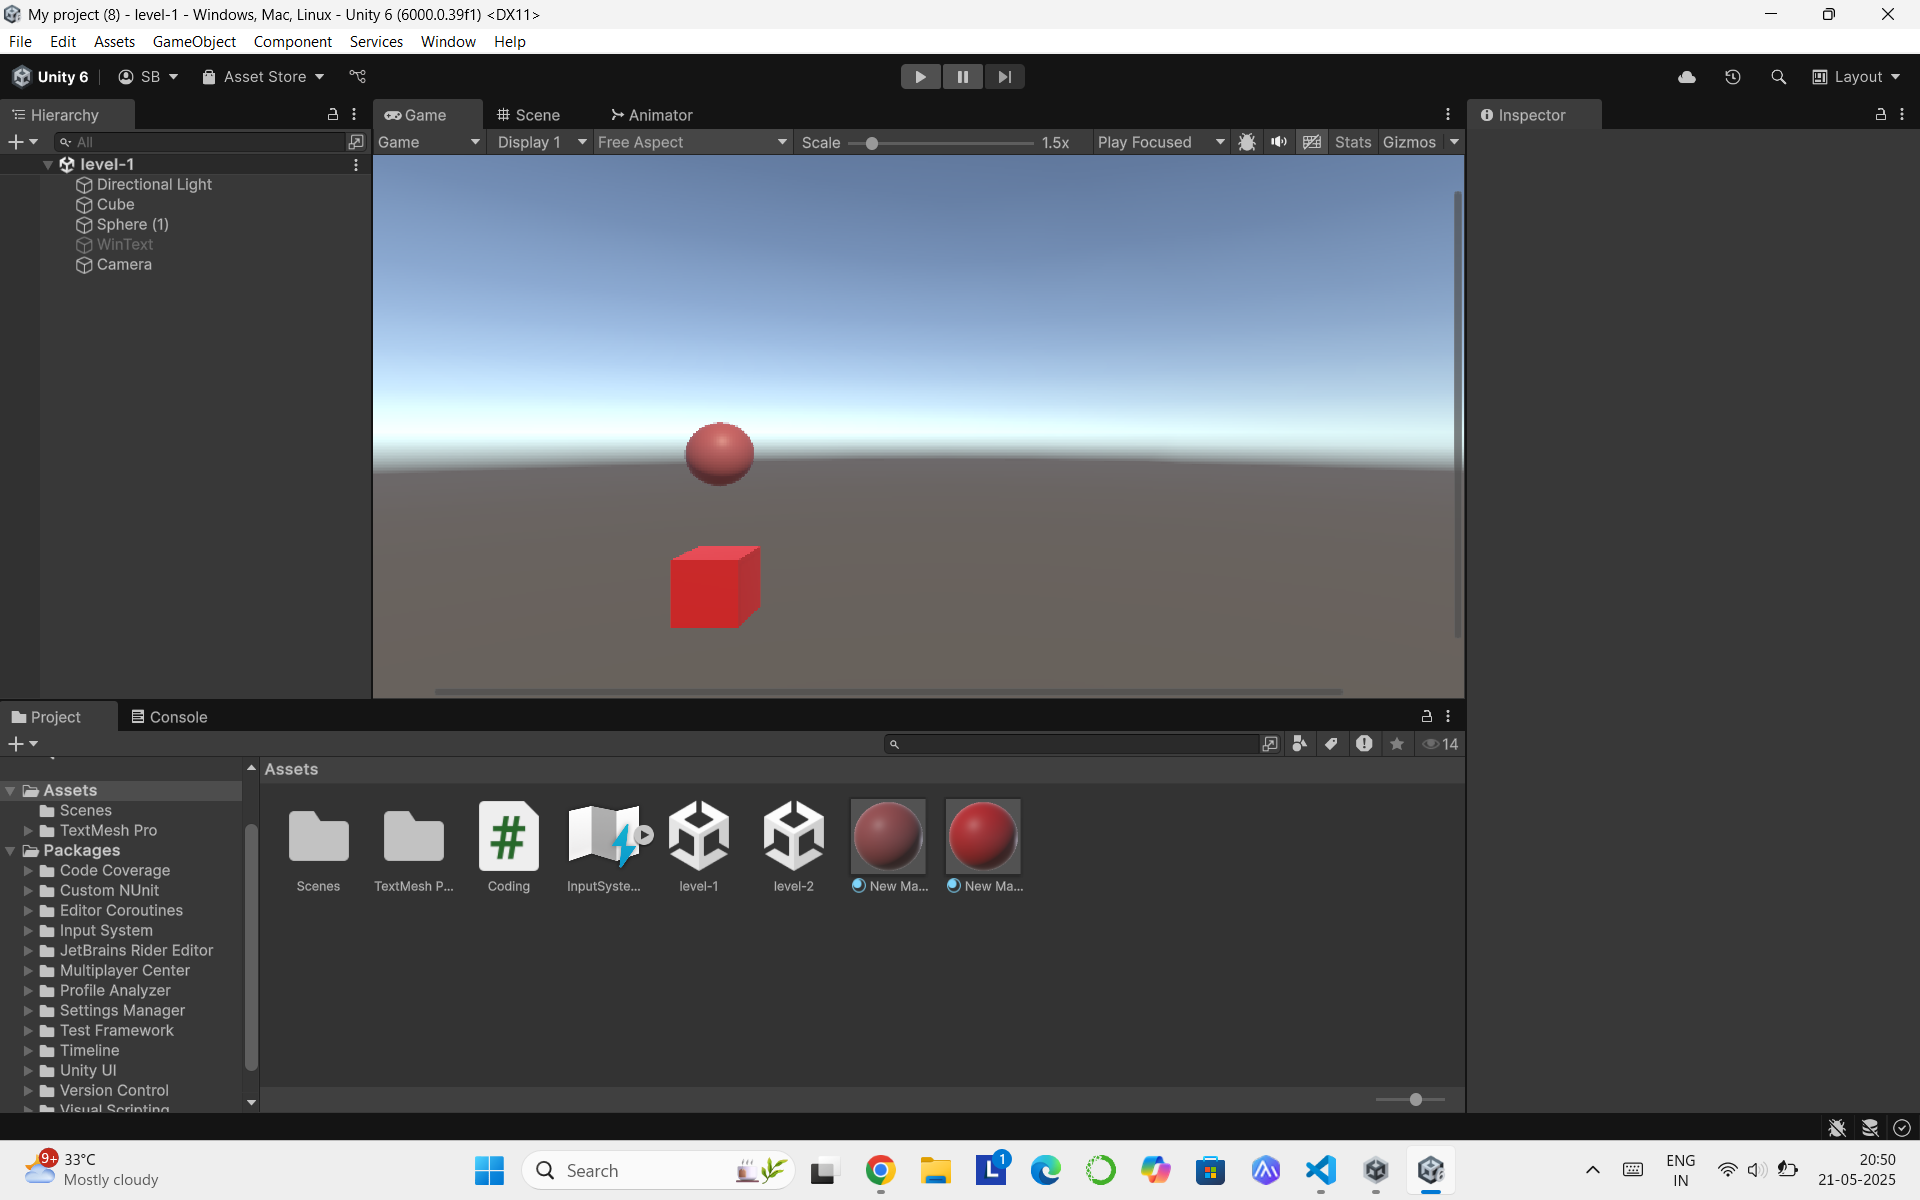 My project (8) - level-1 - Windows, Mac, Linux - Unity 6 (6000.0.39f1) <DX11>
File Edit Assets GameObject Component Services Window Help
Unity 6 SB Asset Store Layout
Hierarchy
Game Scene Animator
Inspector
All
Game Display 1 Free Aspect Scale 1.5x Play Focused Stats Gizmos
level-1
Directional Light
Cube
Sphere (1)
WinText
Camera
Project Console
14
Assets
Scenes
TextMesh Pro
Packages
Code Coverage
Custom NUnit
Editor Coroutines
Input System
JetBrains Rider Editor
Multiplayer Center
Profile Analyzer
Settings Manager
Test Framework
Timeline
Unity UI
Version Control
Visual Scripting
Assets
Scenes TextMesh P... Coding InputSyste... level-1 level-2 New Ma... New Ma...
9+
33°C
Mostly cloudy
Search
1
ENG
IN
20:50
21-05-2025